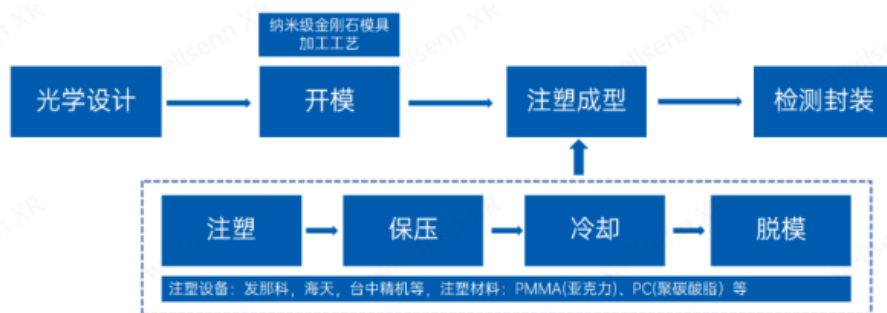 纳米级金刚石模具
加工工艺
光学设计
开模
注塑成型
检测封装
注塑
保压
冷却
脱模
注塑设备：发那料，海天，台中精机等，注塑材料：PMMA(亚克力)、PC(聚碳酸脂）等
wellsenn XR